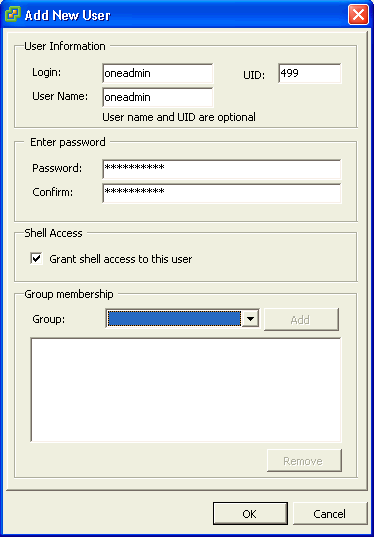 Add New User
User Information
Login: oneadmin UID: 499
User Name: oneadmin
User name and UID are optional
Enter password
Password: **********
Confirm: **********
Shell Access
Grant shell access to this user
Group membership
Group: Add
Remove
OK Cancel